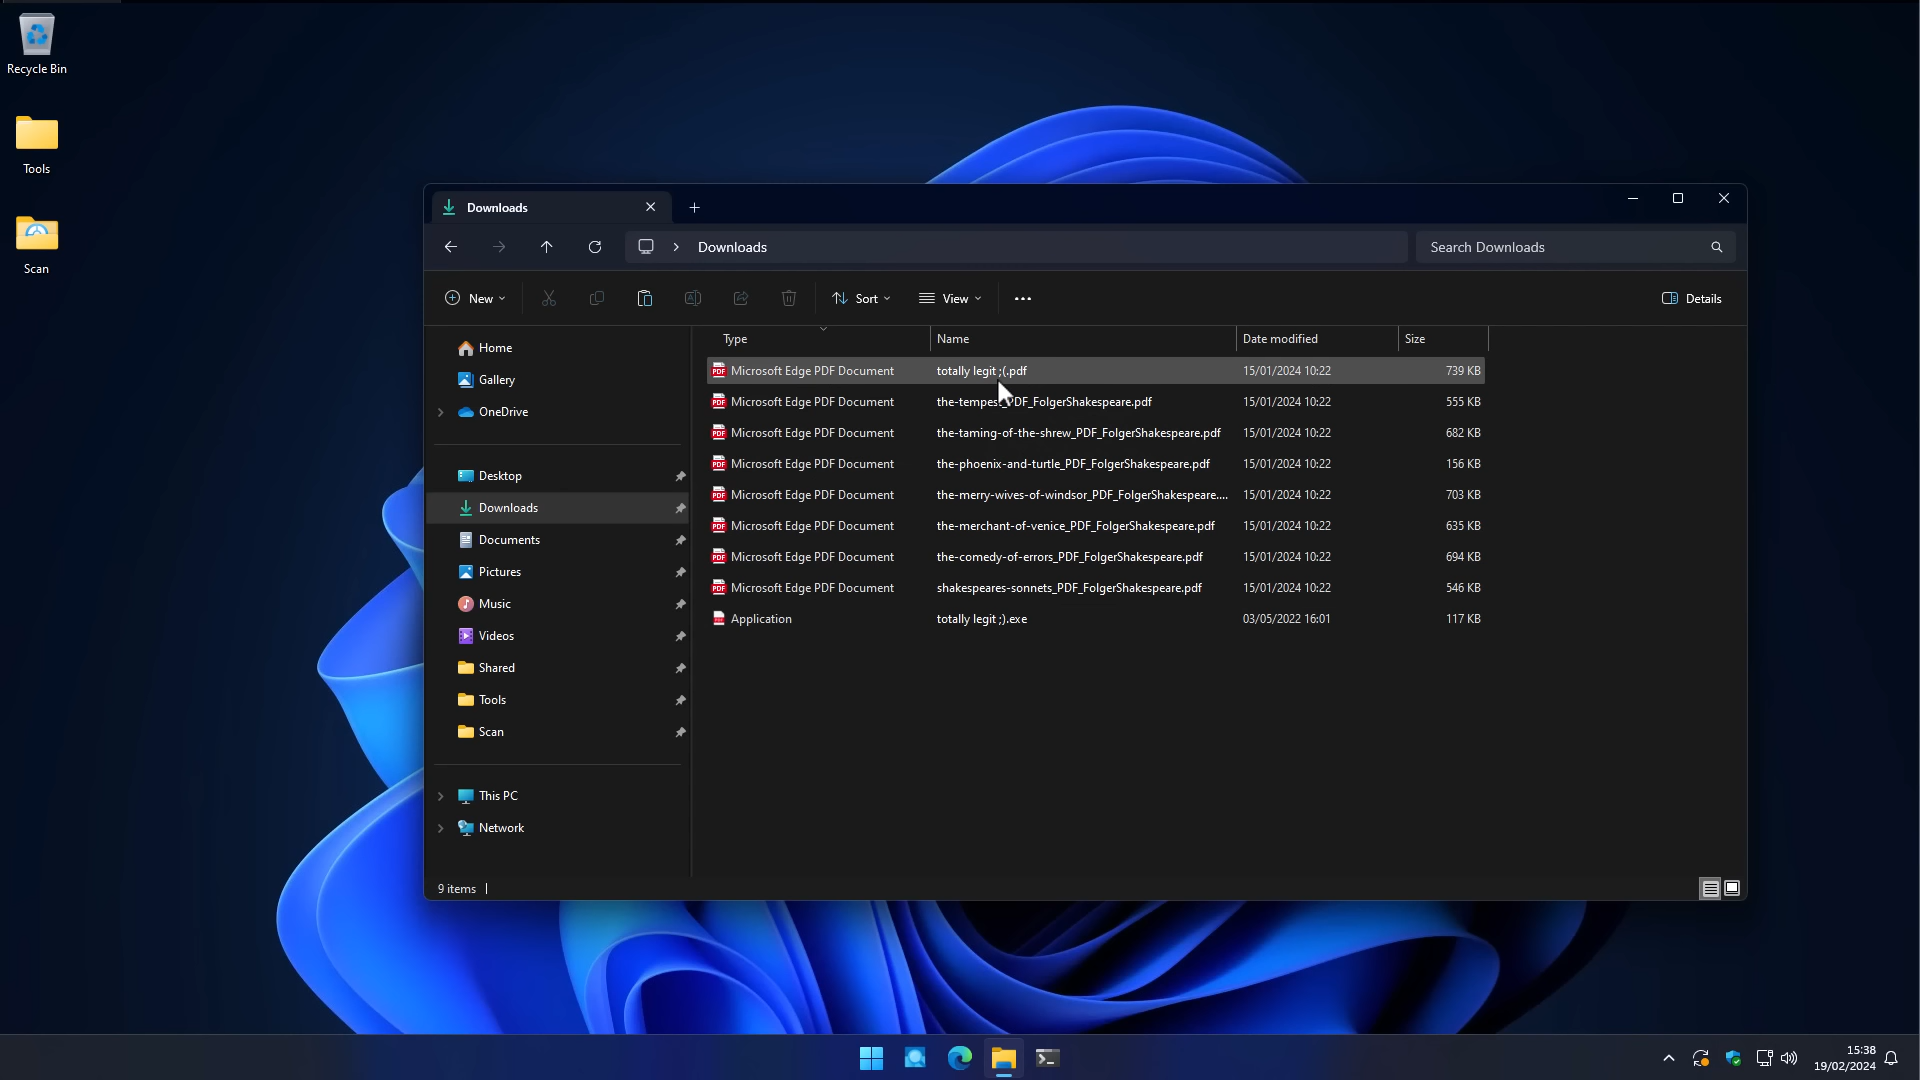 Recycle Bin
Tools
Scan
Downloads
Downloads
Search Downloads
New
Sort
View
Details
Home
Gallery
OneDrive
Desktop
Downloads
Documents
Pictures
Music
Videos
Shared
Tools
Scan
This PC
Network
Type Name Date modified Size
Microsoft Edge PDF Document totally legit ;(.pdf 15/01/2024 10:22 739 KB
Microsoft Edge PDF Document the-tempest_PDF_FolgerShakespeare.pdf 15/01/2024 10:22 555 KB
Microsoft Edge PDF Document the-taming-of-the-shrew_PDF_FolgerShakespeare.pdf 15/01/2024 10:22 682 KB
Microsoft Edge PDF Document the-phoenix-and-turtle_PDF_FolgerShakespeare.pdf 15/01/2024 10:22 156 KB
Microsoft Edge PDF Document the-merry-wives-of-windsor_PDF_FolgerShakespeare.... 15/01/2024 10:22 703 KB
Microsoft Edge PDF Document the-merchant-of-venice_PDF_FolgerShakespeare.pdf 15/01/2024 10:22 635 KB
Microsoft Edge PDF Document the-comedy-of-errors_PDF_FolgerShakespeare.pdf 15/01/2024 10:22 694 KB
Microsoft Edge PDF Document shakespeares-sonnets_PDF_FolgerShakespeare.pdf 15/01/2024 10:22 546 KB
Application totally legit ;).exe 03/05/2022 16:01 117 KB
9 items
15:38
19/02/2024